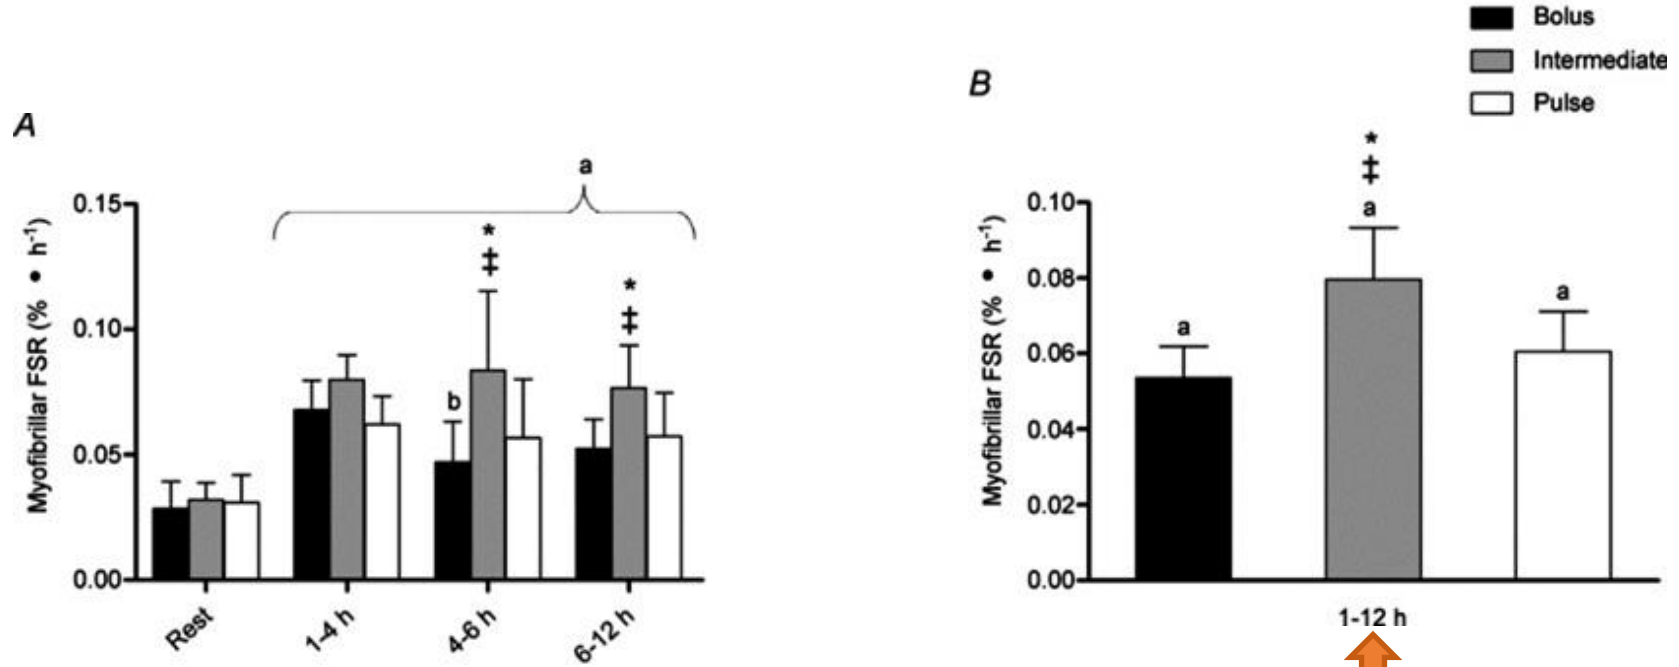 A
a
0.15
0.10
0.05
0.00
Myofibrillar FSR (% • h-1)
*
‡
*
‡
b
Rest
1-4 h
4-6 h
6-12 h
B
Bolus
Intermediate
Pulse
*
‡
a
a
a
0.10
0.08
0.06
0.04
0.02
0.00
Myofibrillar FSR (% • h-1)
1-12 h